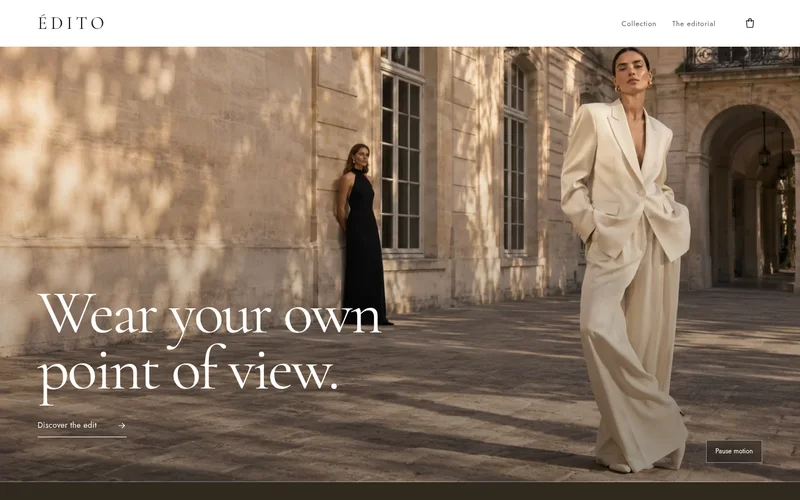 ÉDITO
Collection
The editorial
Wear your own
point of view.
Discover the edit
Pause motion